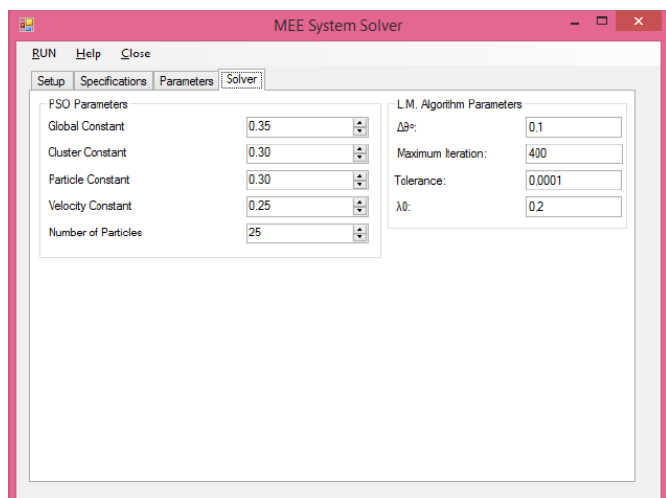 MEE System Solver
RUN Help Close
Setup Specifications Parameters Solver
PSO Parameters
Global Constant 0.35
Cluster Constant 0.30
Particle Constant 0.30
Velocity Constant 0.25
Number of Particles 25
L.M. Algorithm Parameters
Δθ°: 0.1
Maximum Iteration: 400
Tolerance: 0.0001
λ0: 0.2